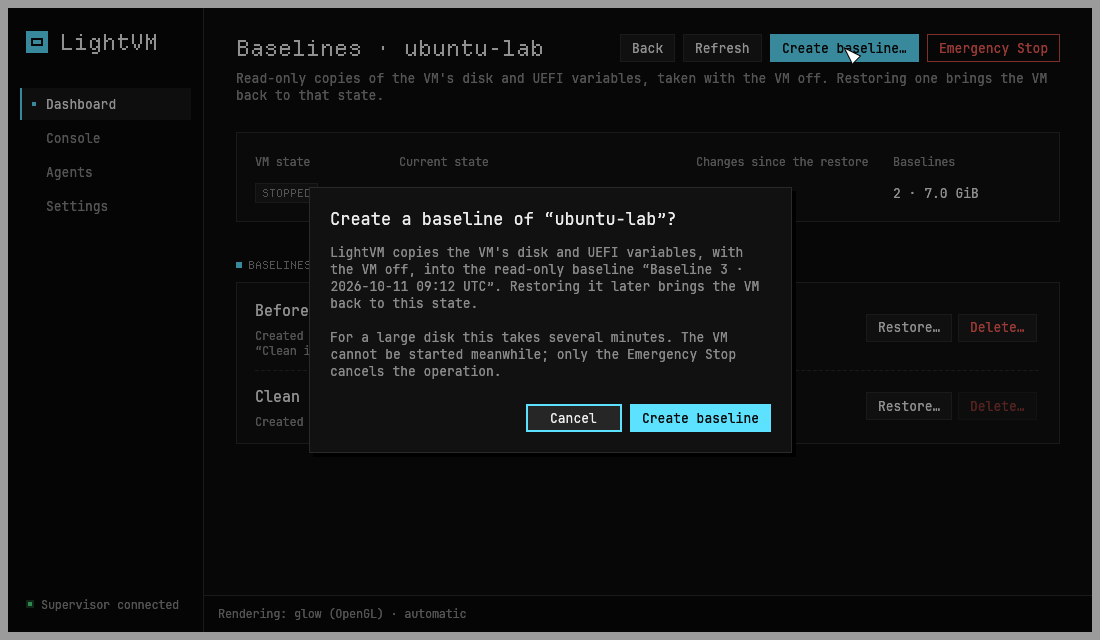 LightVM
Dashboard
Console
Agents
Settings
Supervisor connected
Baselines · ubuntu-lab
Back
Refresh
Create baseline…
Emergency Stop
Read-only copies of the VM's disk and UEFI variables, taken with the VM off. Restoring one brings the VM
back to that state.
VM state
Current state
Changes since the restore
Baselines
STOPPED
2 · 7.0 GiB
BASELINES
Before
Created
“Clean
Restore…
Delete…
Clean
Created
Restore…
Delete…
Create a baseline of “ubuntu-lab”?
LightVM copies the VM's disk and UEFI variables, with
the VM off, into the read-only baseline “Baseline 3 ·
2026-10-11 09:12 UTC”. Restoring it later brings the VM
back to this state.
For a large disk this takes several minutes. The VM
cannot be started meanwhile; only the Emergency Stop
cancels the operation.
Cancel
Create baseline
Rendering: glow (OpenGL) · automatic